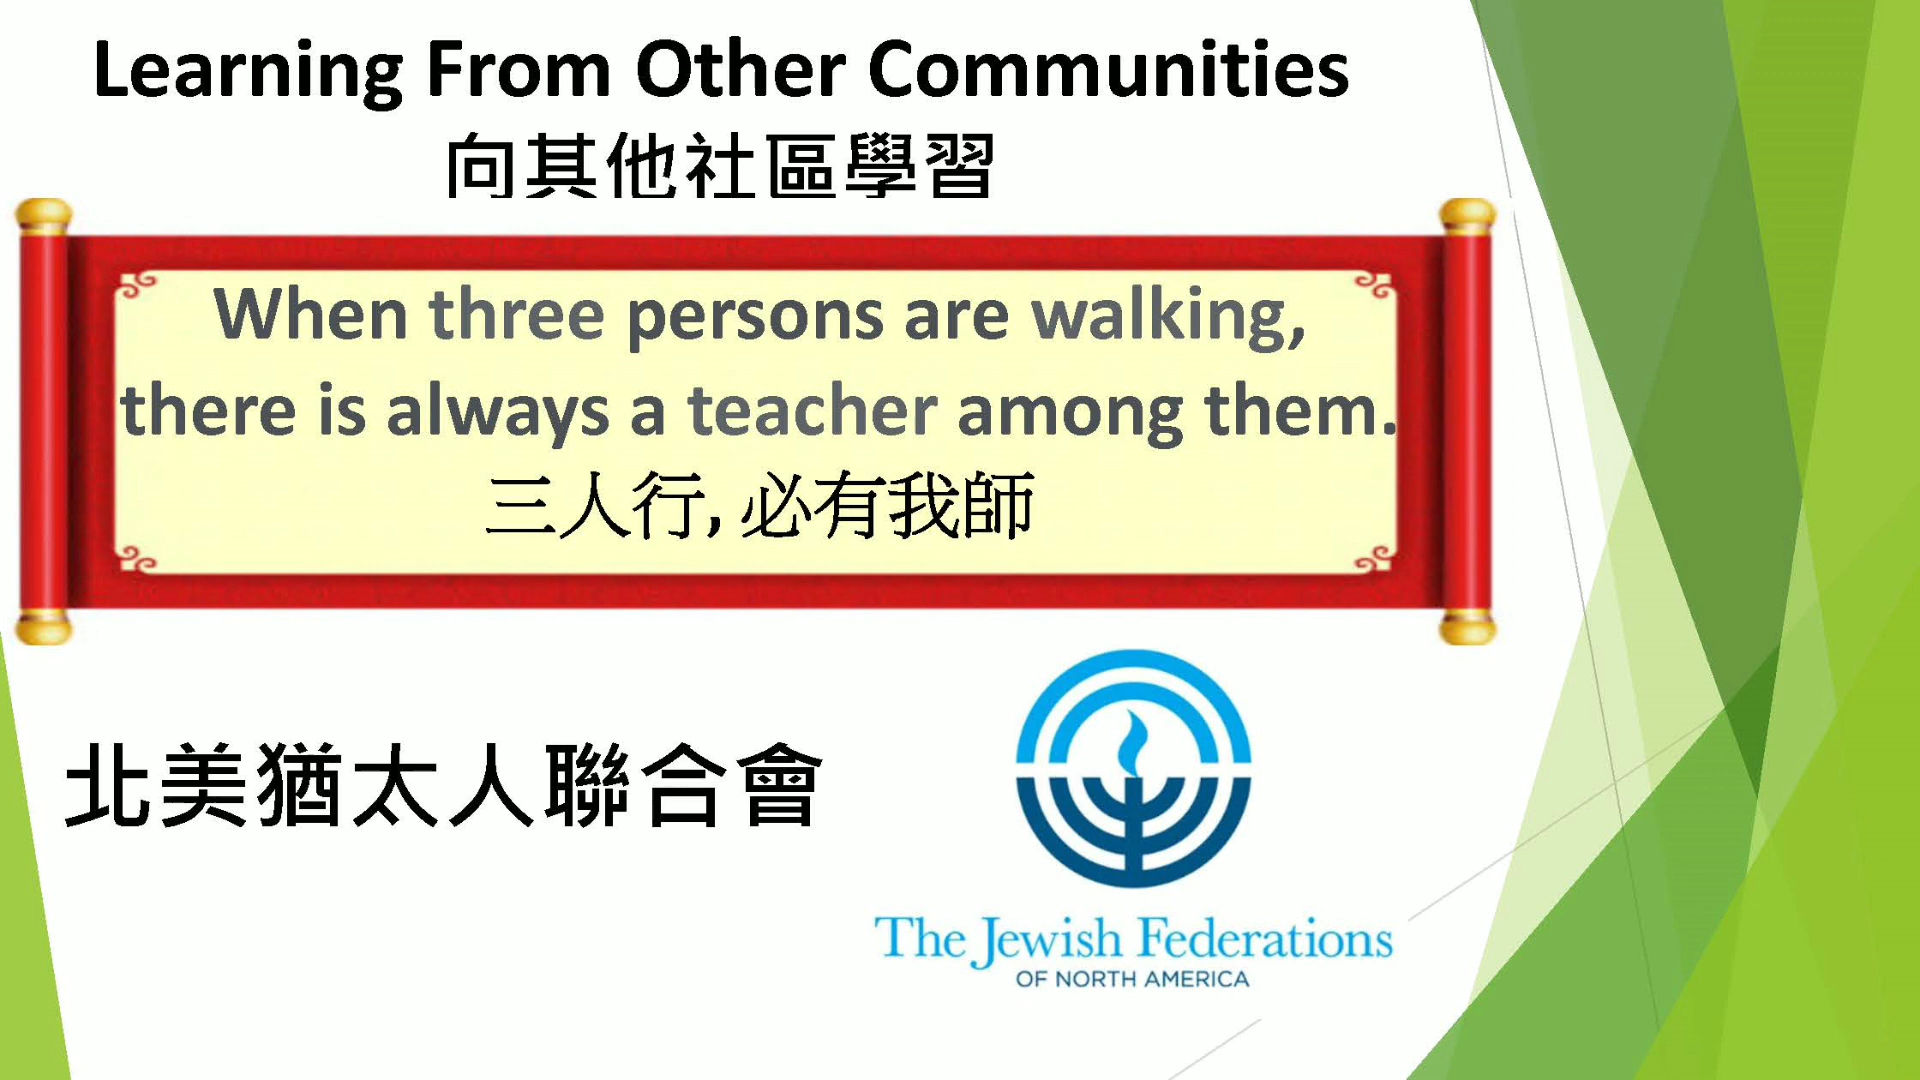 Learning From Other Communities
向其他社區學習
When three persons are walking,
there is always a teacher among them.
三人行, 必有我師
北美猶太人聯合會
The Jewish Federations
OF NORTH AMERICA